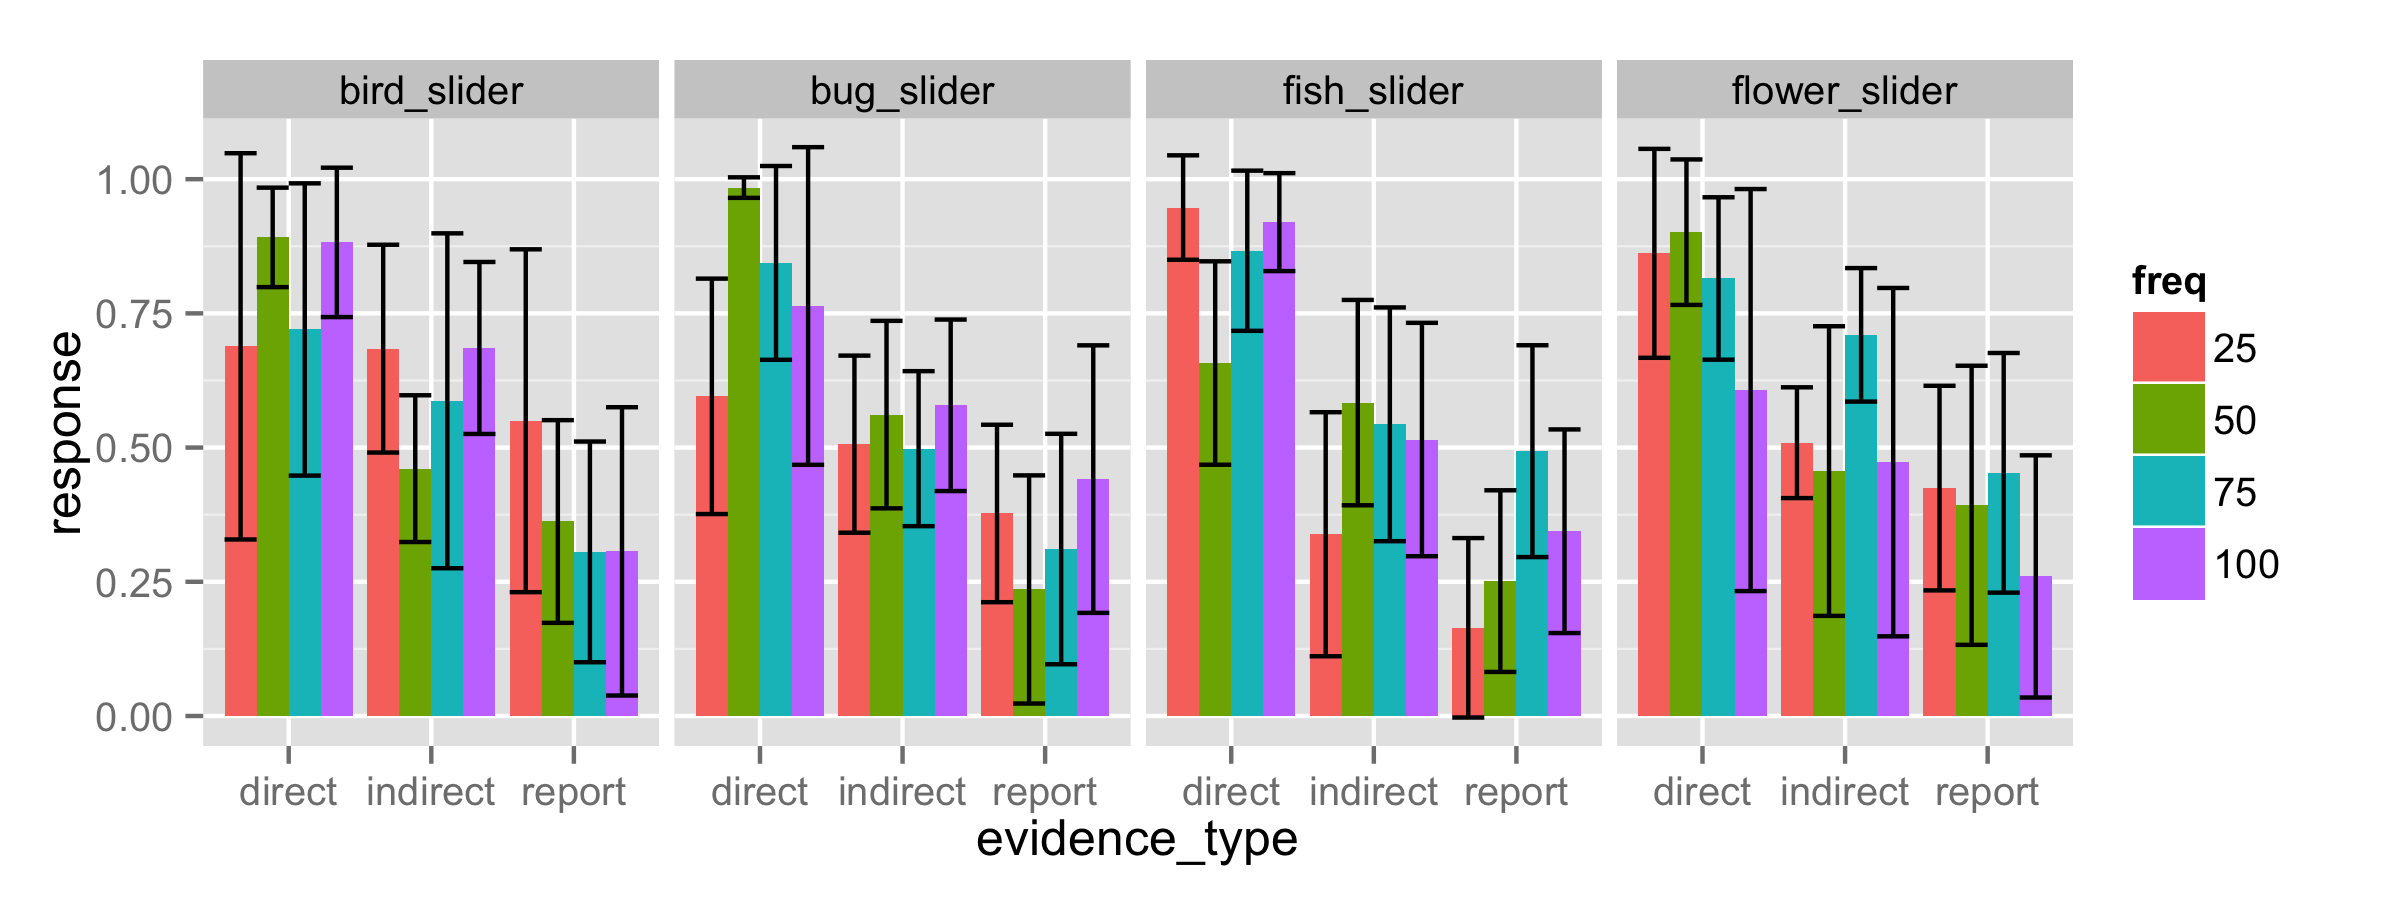 bird_slider bug_slider fish_slider flower_slider
response
1.00
0.75
0.50
0.25
0.00
direct indirect report direct indirect report direct indirect report direct indirect report
evidence_type
freq
25
50
75
100